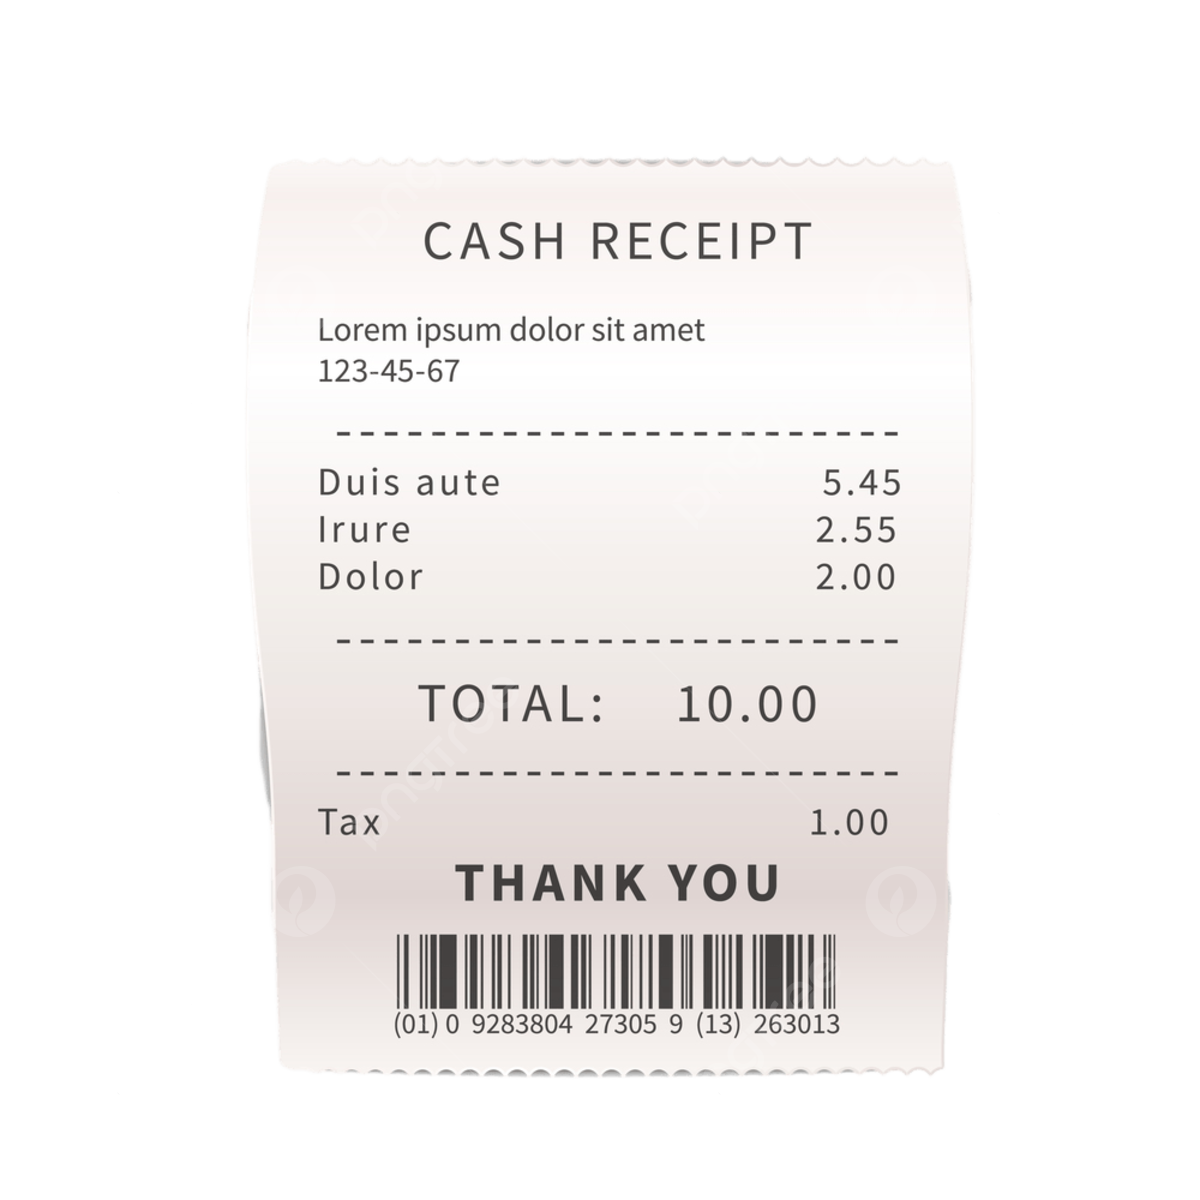 CASH RECEIPT
Lorem ipsum dolor sit amet
123-45-67
------------------------
Duis aute 5.45
Irure 2.55
Dolor 2.00
------------------------
TOTAL: 10.00
------------------------
Tax 1.00
THANK YOU
(01) 0 9283804 27305 9 (13) 263013